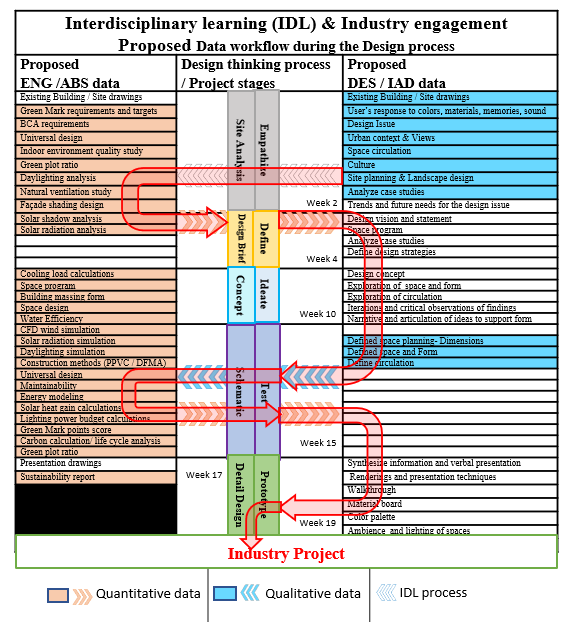 Interdisciplinary learning (IDL) & Industry engagement
Proposed Data workflow during the Design process
Proposed
ENG /ABS data
Design thinking process
/ Project stages
Proposed
DES / IAD data
Existing Building / Site drawings
Green Mark requirements and targets
BCA requirements
Universal design
Indoor environment quality study
Green plot ratio
Daylighting analysis
Natural ventilation study
Façade shading design
Solar shadow analysis
Solar radiation analysis
Cooling load calculations
Space program
Building massing form
Space design
Water Efficiency
CFD wind simulation
Solar radiation simulation
Daylighting simulation
Construction methods (PPVC / DFMA)
Universal design
Maintainability
Energy modeling
Solar heat gain calculations
Lighting power budget calculations
Green Mark points score
Carbon calculation/ life cycle analysis
Green plot ratio
Presentation drawings
Sustainability report
Site Analysis
Empathize
Week 2
Design Brief
Define
Week 4
Concept
Ideate
Week 10
Schematic
Test
Week 15
Week 17
Detail Design
Prototype
Week 19
Existing Building / Site drawings
User's response to colors, materials, memories, sound
Design Issue
Urban context & Views
Space circulation
Culture
Site planning & Landscape design
Analyze case studies
Trends and future needs for the design issue
Design vision and statement
Space program
Analyze case studies
Define design strategies
Design concept
Exploration of space and form
Exploration of circulation
Iterations and critical observations of findings
Narrative and articulation of ideas to support form
Defined space planning- Dimensions
Defined space and Form
Define circulation
Synthesize information and verbal presentation
Renderings and presentation techniques
Walkthrough
Material board
Color palette
Ambience and lighting of spaces
Industry Project
Quantitative data
Qualitative data
IDL process